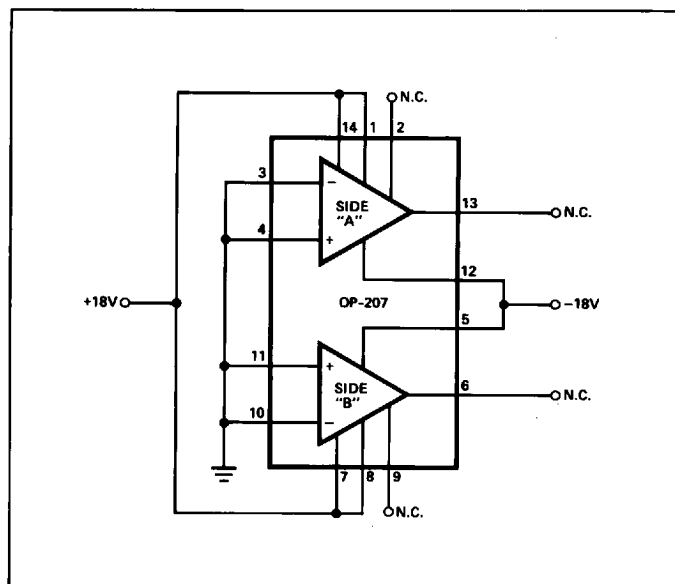 N.C.
14 1 2
3
SIDE
"A"
−
+
13
N.C.
4
12
+18V
OP-207
−18V
5
11
+
SIDE
"B"
−
6
N.C.
10
7 8 9
N.C.